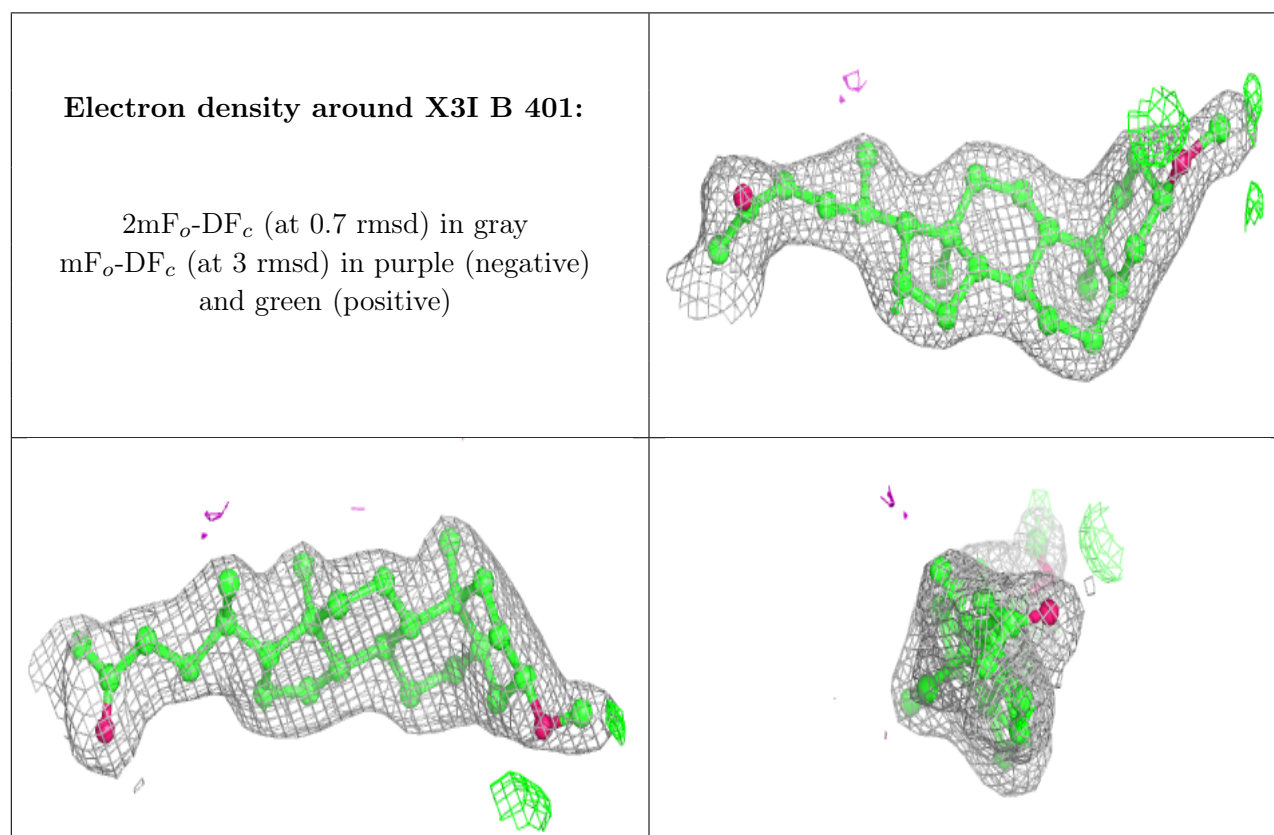 Electron density around X3I B 401:
2mFo-DFc (at 0.7 rmsd) in gray
mFo-DFc (at 3 rmsd) in purple (negative)
and green (positive)